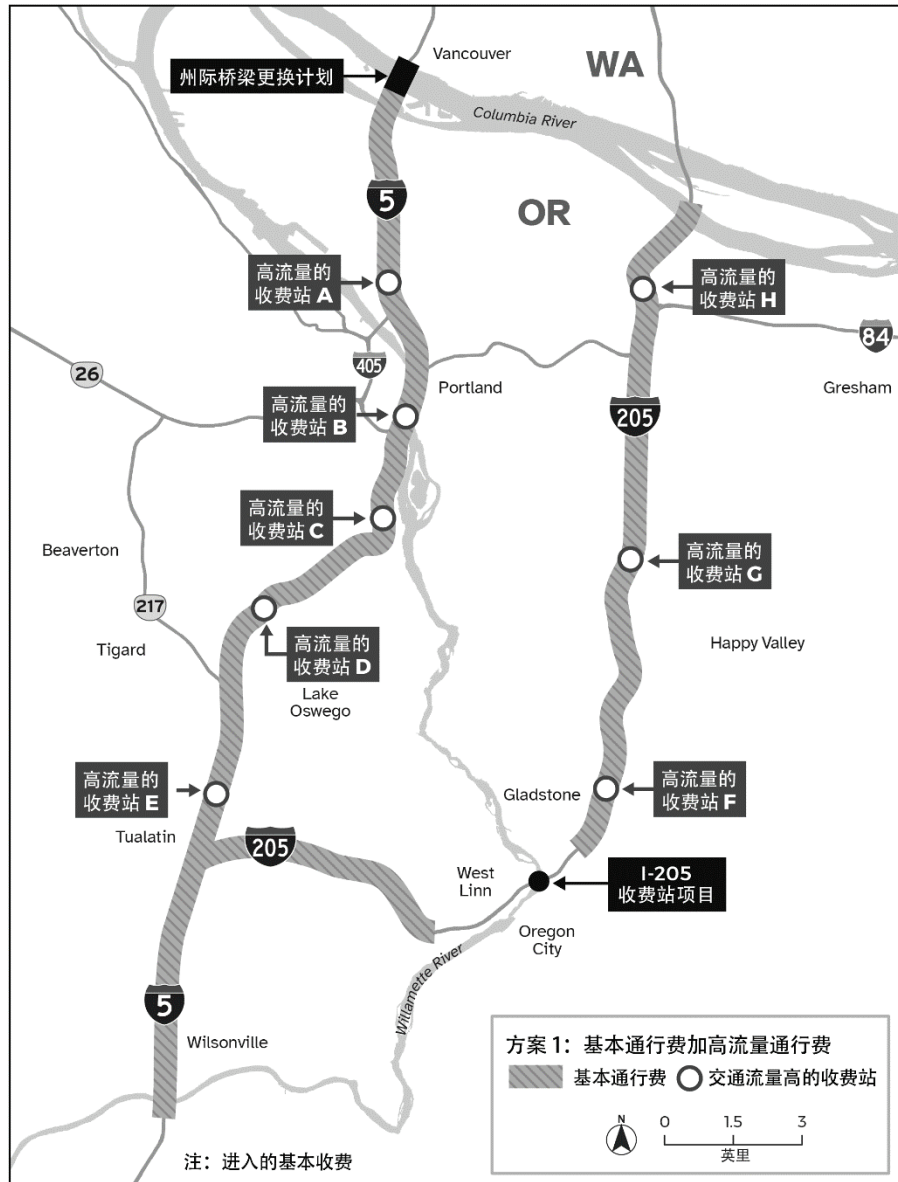 Vancouver
WA
州际桥梁更换计划
Columbia River
5
OR
高流量的
收费站 A
高流量的
收费站 H
84
405
26
Portland
Gresham
高流量的
收费站 B
205
高流量的
收费站 C
Beaverton
高流量的
收费站 G
217
Tigard
高流量的
收费站 D
Happy Valley
Lake
Oswego
高流量的
收费站 E
Gladstone
高流量的
收费站 F
Tualatin
205
West
Linn
I-205
收费站项目
Oregon
City
Willamette River
5
Wilsonville
方案 1：基本通行费加高流量通行费
基本通行费
交通流量高的收费站
N
0 1.5 3
英里
注：进入的基本收费